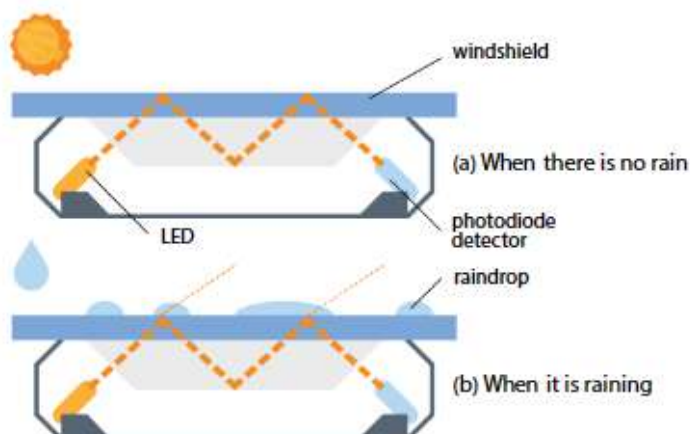 windshield
(a) When there is no rain
LED
photodiode
detector
raindrop
(b) When it is raining